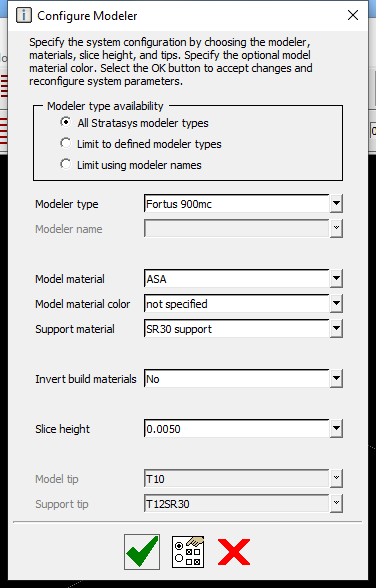 Configure Modeler
Specify the system configuration by choosing the modeler,
materials, slice height, and tips. Specify the optional model
material color. Select the OK button to accept changes and
reconfigure system parameters.
Modeler type availability
All Stratasys modeler types
Limit to defined modeler types
Limit using modeler names
Modeler type Fortus 900mc
Modeler name
Model material ASA
Model material color not specified
Support material SR30 support
Invert build materials No
Slice height 0.0050
Model tip T10
Support tip T12SR30